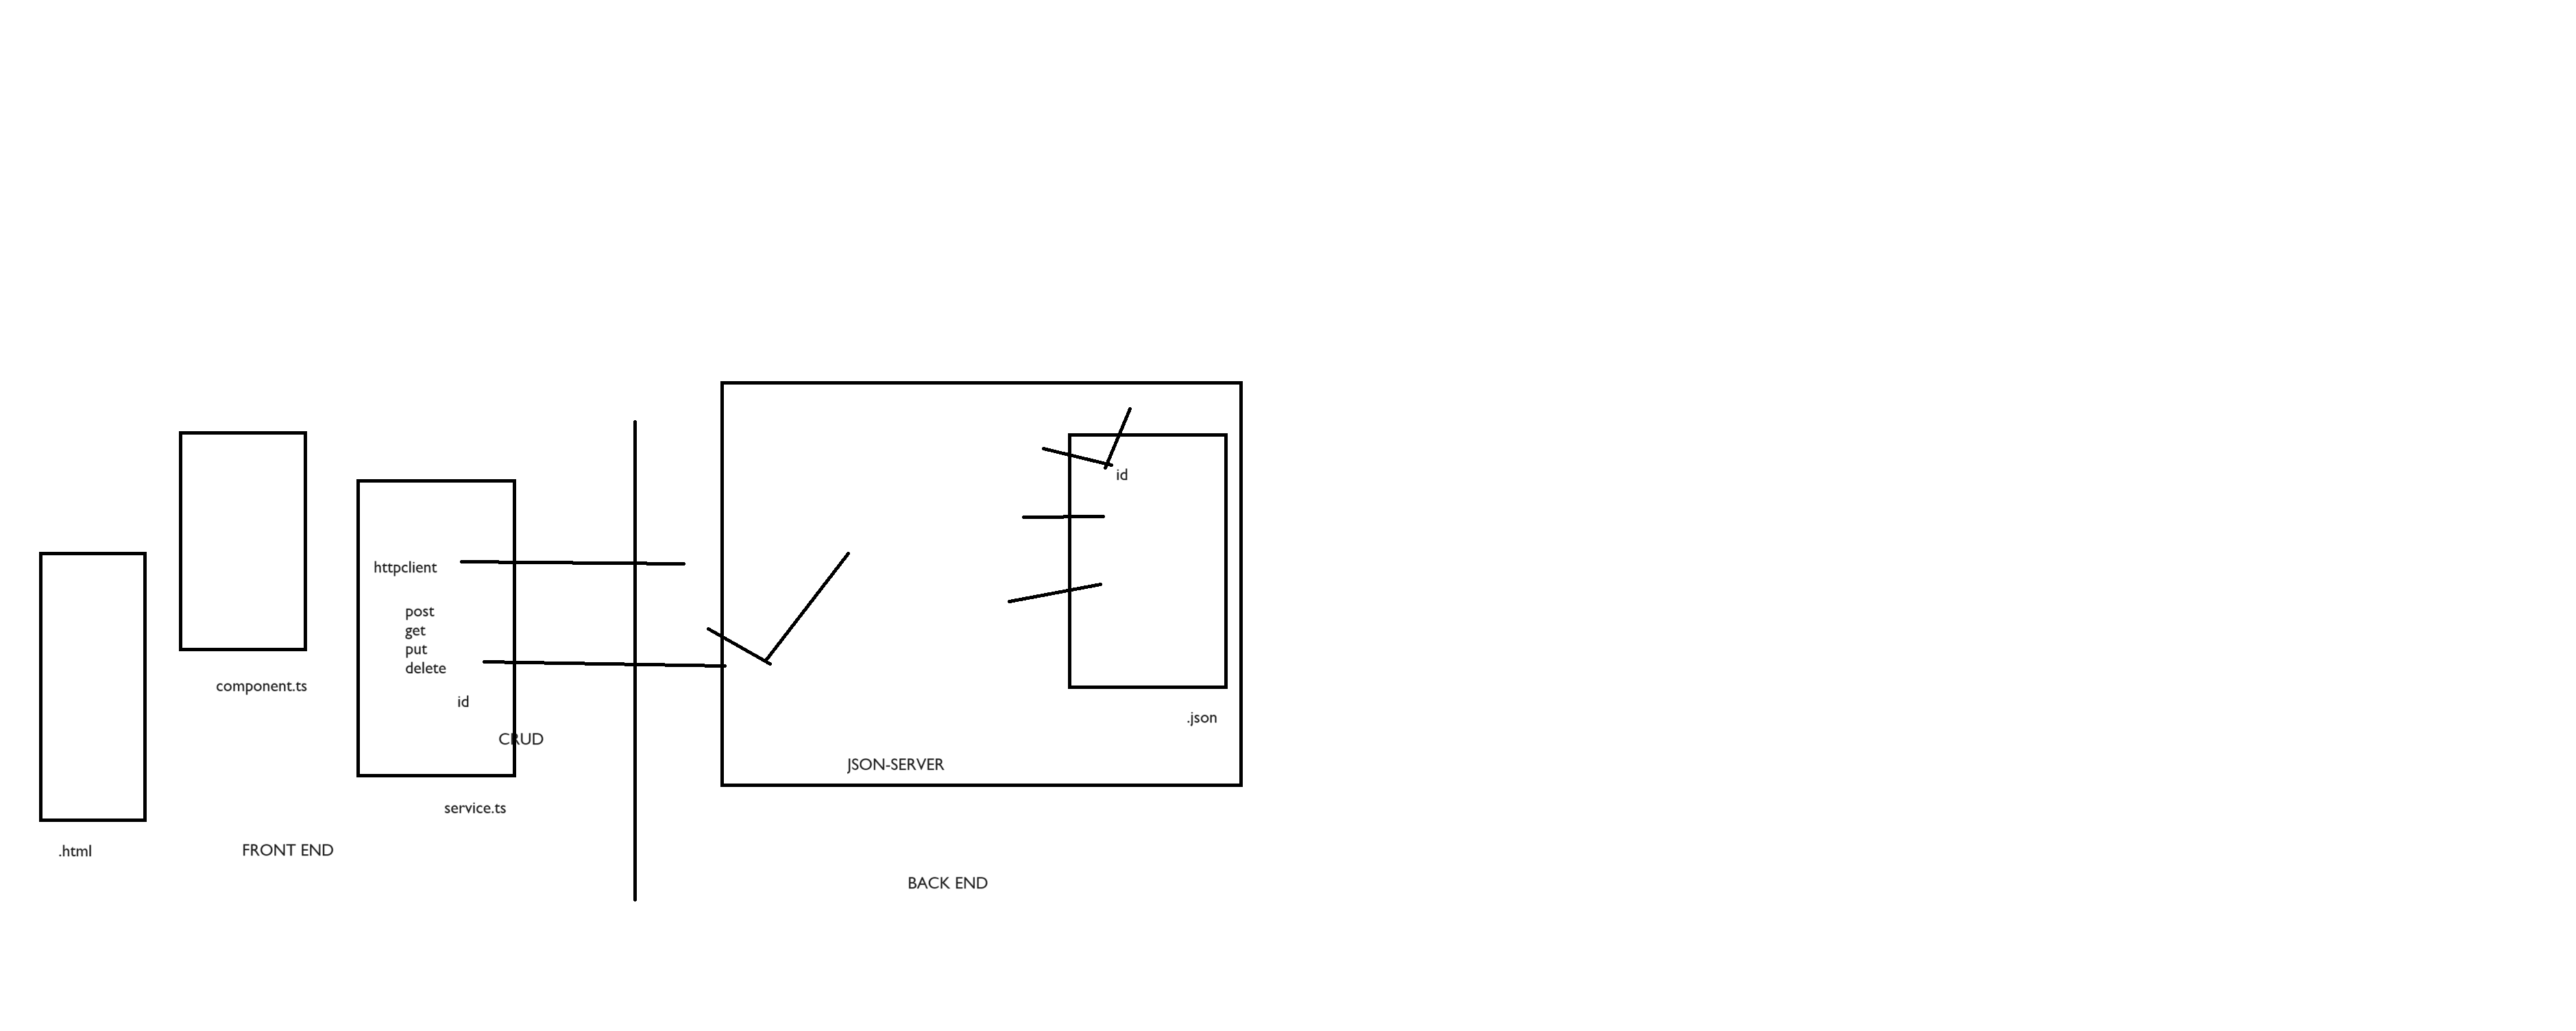 id
httpclient
post
get
put
delete
component.ts
id
.json
CRUD
JSON-SERVER
service.ts
.html
FRONT END
BACK END